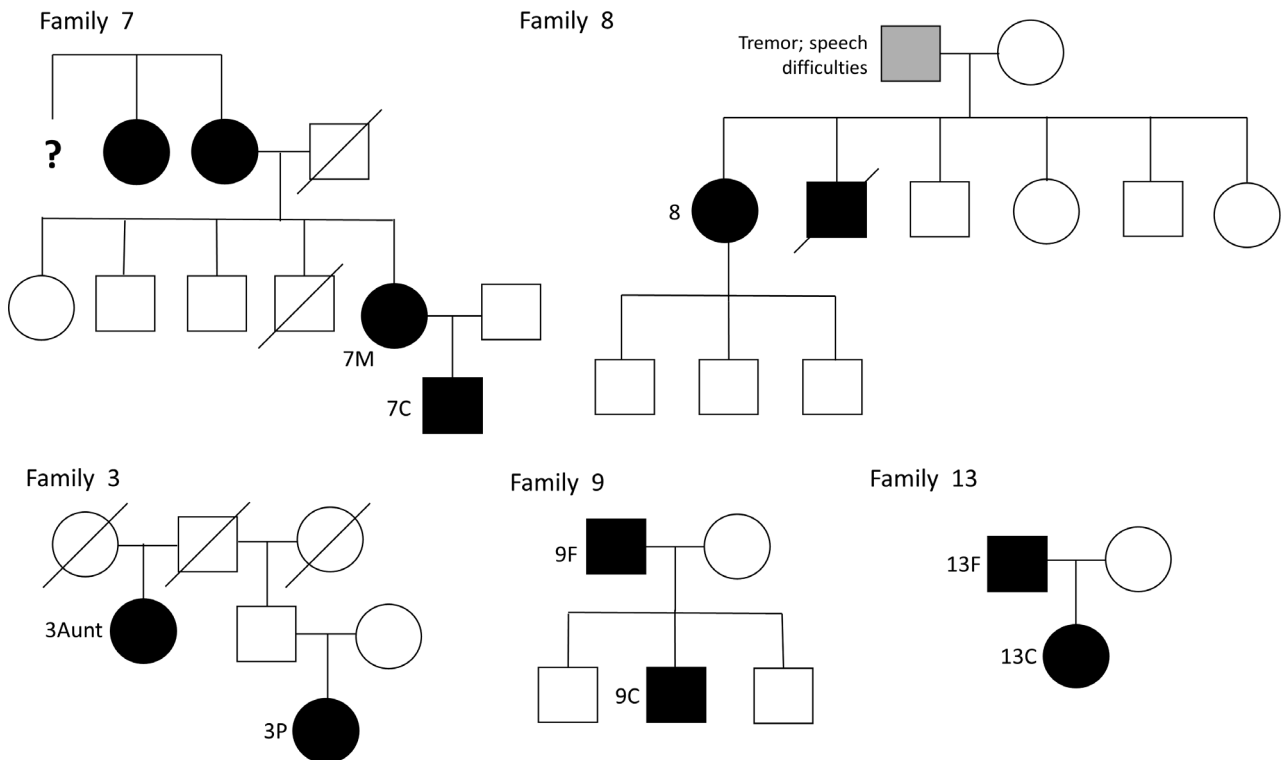 Family 7
Family 8
Tremor; speech
difficulties
?
8
7M
7C
Family 3
Family 9
Family 13
9F
13F
3Aunt
13C
9C
3P